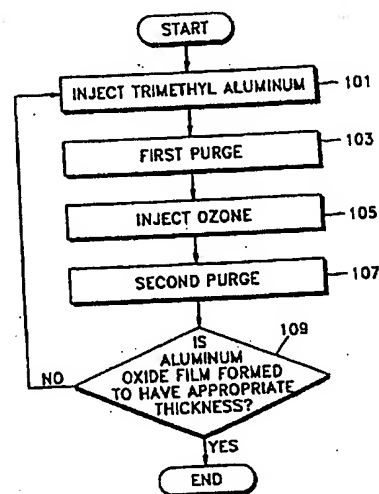 START
INJECT TRIMETHYL ALUMINUM
101
FIRST PURGE
103
INJECT OZONE
105
SECOND PURGE
107
109
IS
ALUMINUM
OXIDE FILM FORMED
TO HAVE APPROPRIATE
THICKNESS?
NO
YES
END